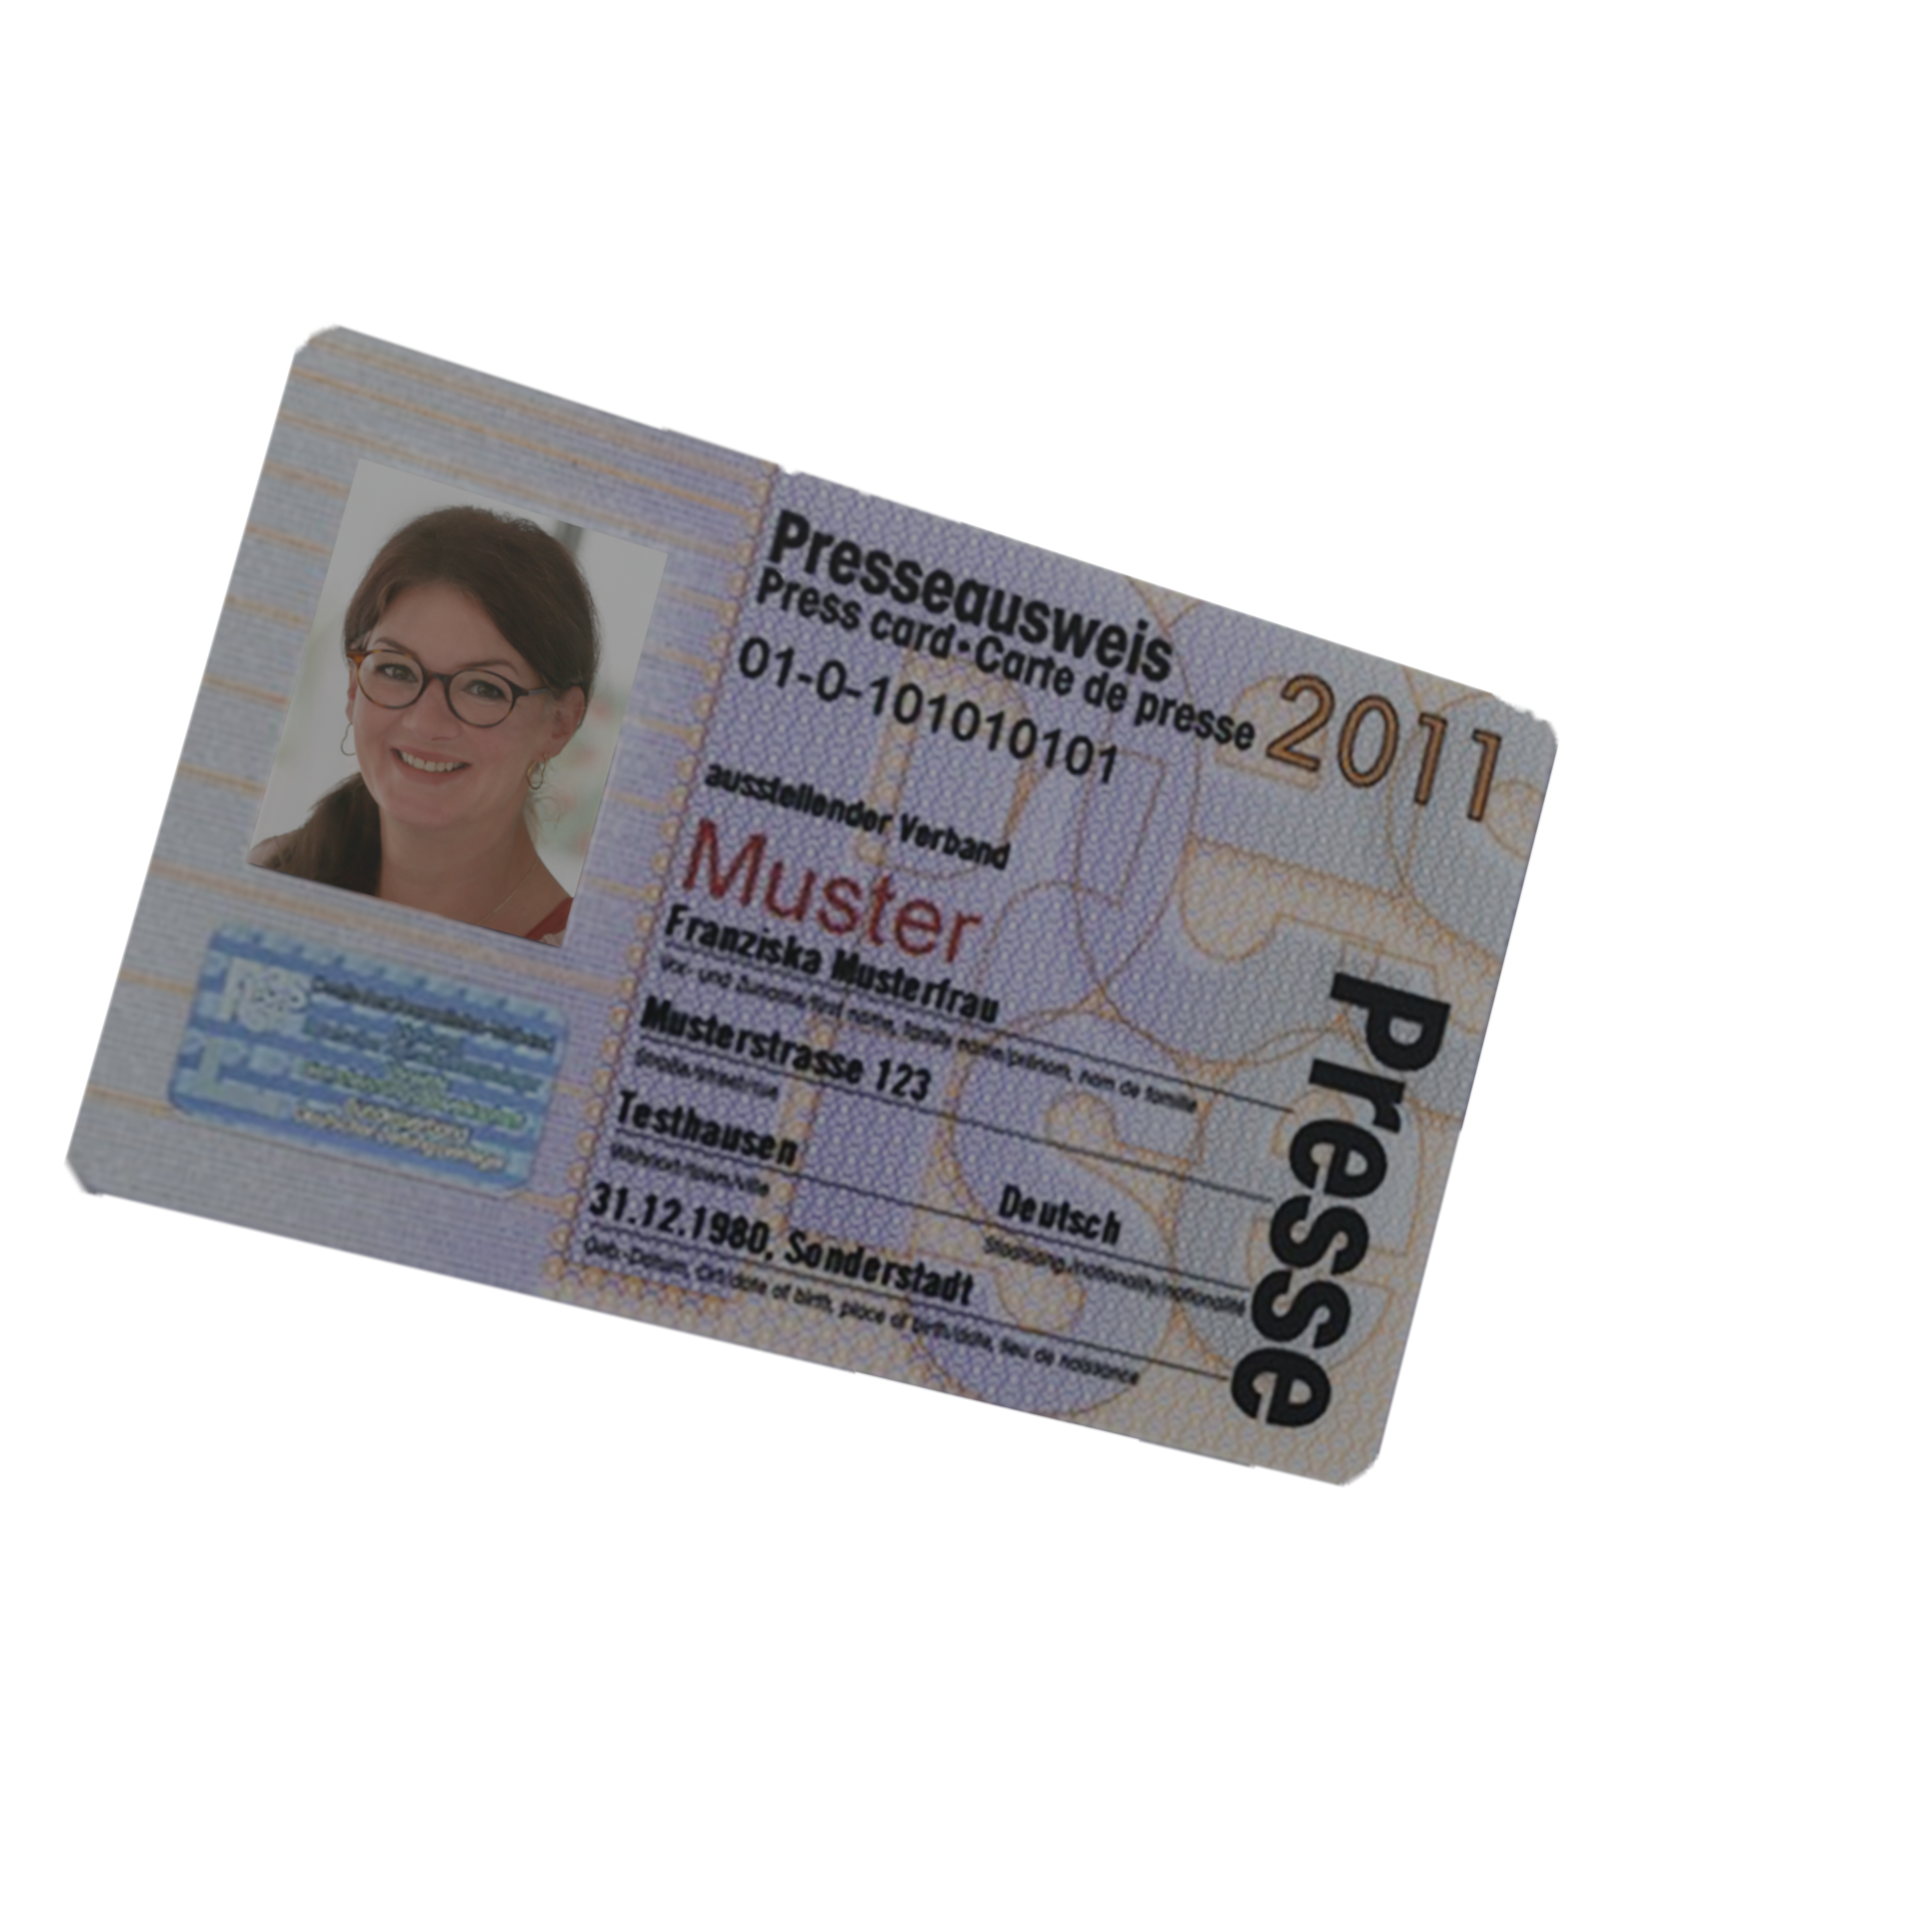 Presseausweis
Press card • Carte de presse
2011
01-0-101010101
ausstellender Verband
Muster
Franziska Musterfrau
Vor- und Zuname/first name, family name/prénom, nom de famille
Musterstrasse 123
Straße/street/rue
Testhausen
Wohnort/town/ville
Deutsch
Staatsang./nationality/nationalité
31.12.1980, Sonderstadt
Geb.-Datum, Ort/date of birth, place of birth/date, lieu de naissance
Presse